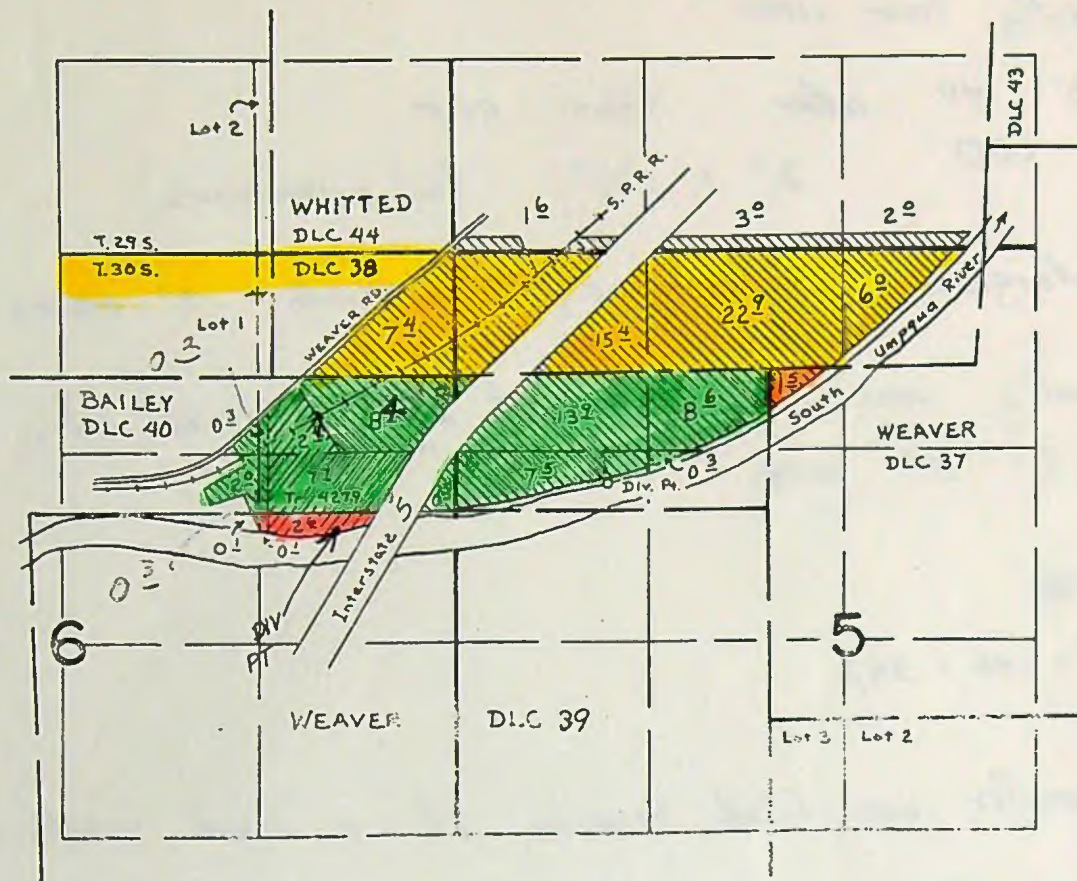 DLC 43
Lot 2
WHITTED
DLC 44
1 6
S.P.R.R.
3 0
2 0
T. 29 S.
T. 30 S.
DLC 38
Lot 1
WEAVER RD.
7 4
15 4
22 9
6 0
Umpqua River
South
0 2
BAILEY
DLC 40
0 3
8 4
13 9
8 6
1 5
WEAVER
DLC 37
7 1
Tr. 4279
7 5
Div. Pt.
0 3
0 1
0 1
0 3
Interstate 5
DIV
PT
6
5
WEAVER DLC 39
Lot 3
Lot 2